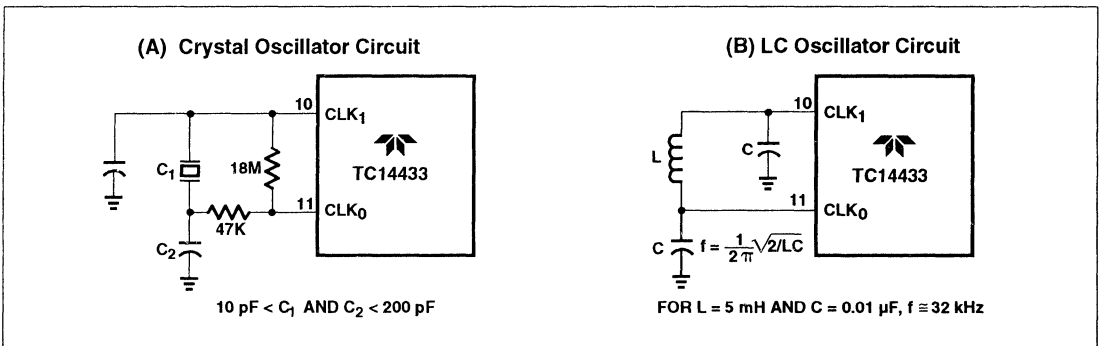 (A) Crystal Oscillator Circuit
10
CLK1
C1
18M
TC14433
11
CLK0
47K
C2
10 pF < C1 AND C2 < 200 pF
(B) LC Oscillator Circuit
10
CLK1
C
L
TC14433
11
CLK0
C
f = 1/2π √2/LC
FOR L = 5 mH AND C = 0.01 µF, f ≅ 32 kHz